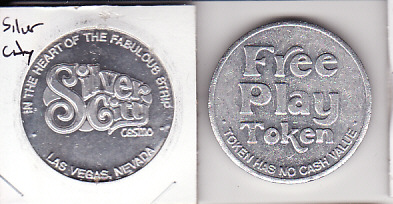 Silver
City
IN THE HEART OF THE FABULOUS STRIP
Silver
City
casino
LAS VEGAS, NEVADA
Free
Play
Token
· TOKEN HAS NO CASH VALUE ·